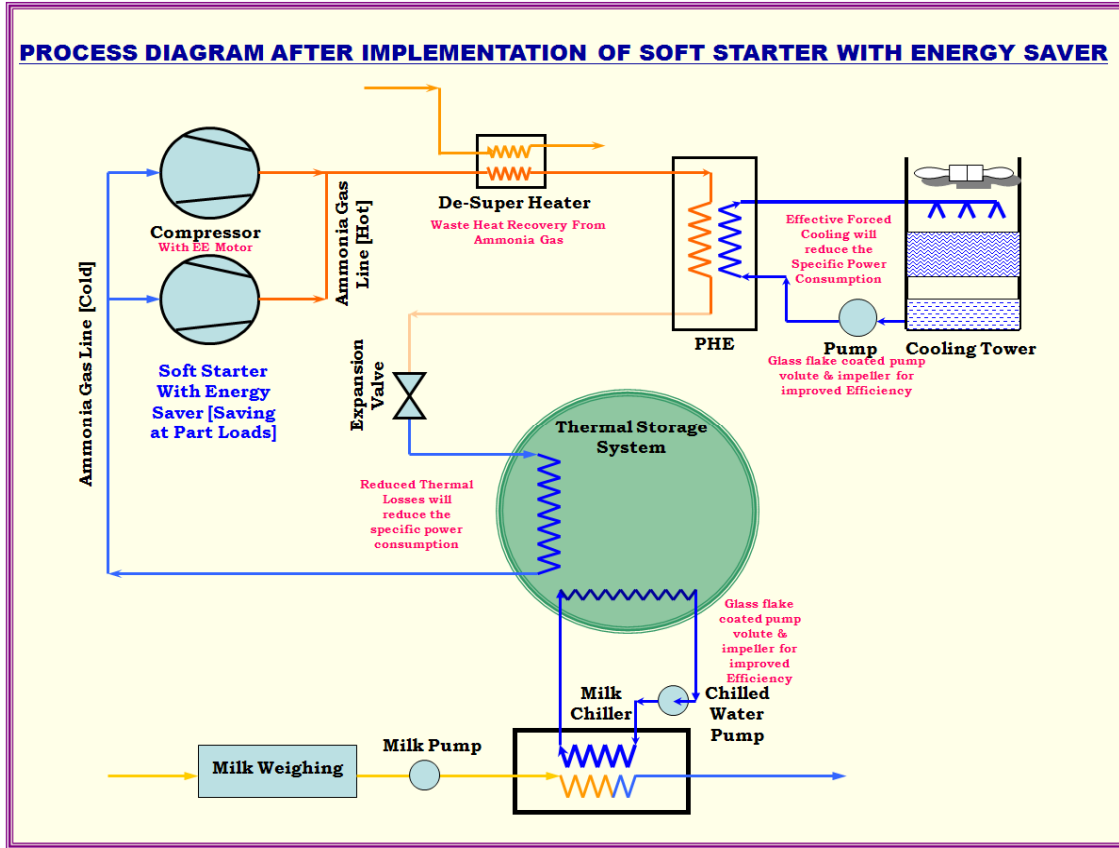 PROCESS DIAGRAM AFTER IMPLEMENTATION OF SOFT STARTER WITH ENERGY SAVER
Compressor
With EE Motor
Ammonia Gas
Line [Hot]
De-Super Heater
Waste Heat Recovery From
Ammonia Gas
Effective Forced
Cooling will
reduce the
Specific Power
Consumption
PHE
Pump
Cooling Tower
Glass flake coated pump
volute & impeller for
improved Efficiency
Ammonia Gas Line [Cold]
Soft Starter
With Energy
Saver [Saving
at Part Loads]
Expansion
Valve
Thermal Storage
System
Reduced Thermal
Losses will
reduce the
specific power
consumption
Glass flake
coated pump
volute &
impeller for
improved
Efficiency
Milk
Chiller
Chilled
Water
Pump
Milk Weighing
Milk Pump